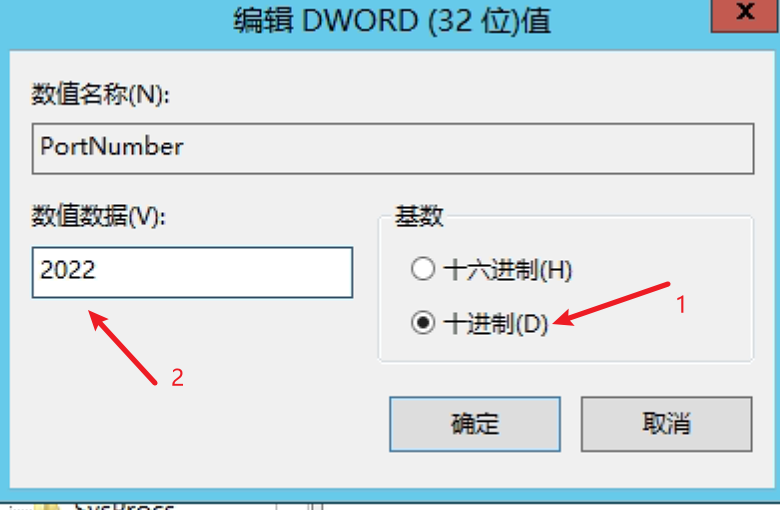 编辑 DWORD (32 位)值
X
数值名称(N):
PortNumber
数值数据(V):
基数
2022
十六进制(H)
十进制(D)
1
2
确定
取消